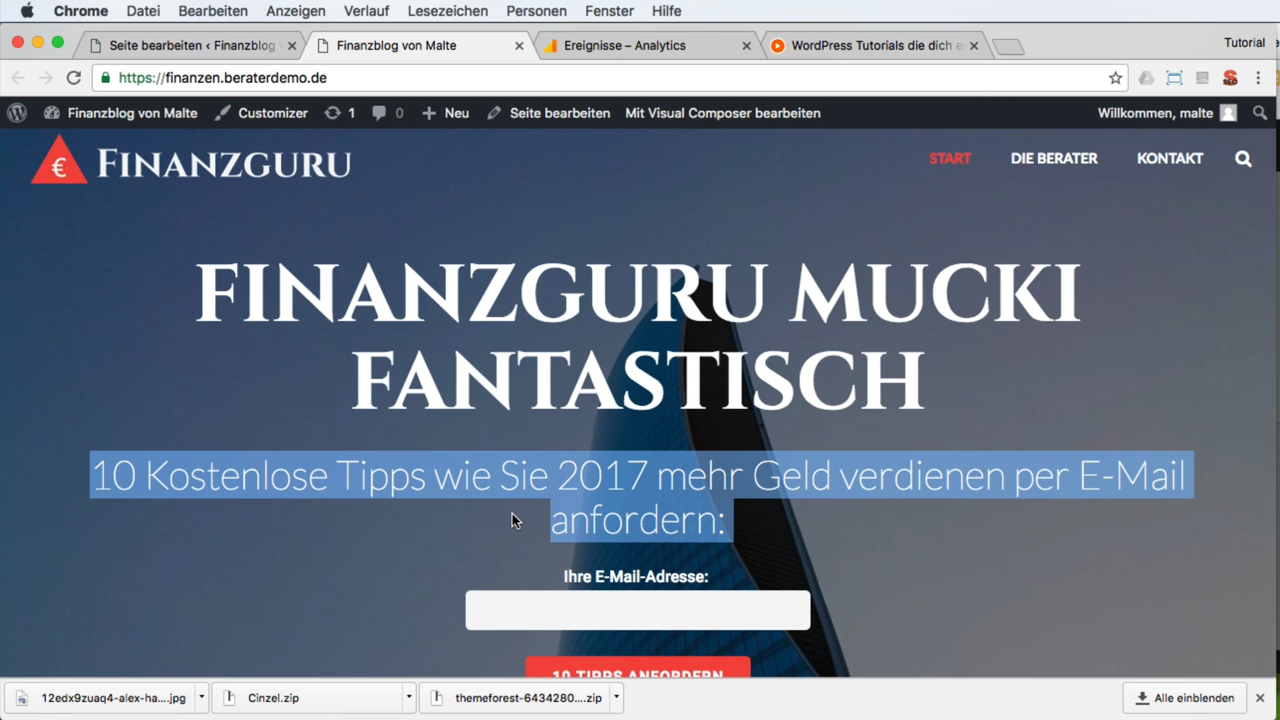 Chrome Datei Bearbeiten Anzeigen Verlauf Lesezeichen Personen Fenster Hilfe
Seite bearbeiten ‹ Finanzblog Finanzblog von Malte Ereignisse – Analytics WordPress Tutorials die dich Tutorial
https://finanzen.beraterdemo.de
Finanzblog von Malte Customizer 1 0 Neu Seite bearbeiten Mit Visual Composer bearbeiten Willkommen, malte
€ FINANZGURU START DIE BERATER KONTAKT
FINANZGURU MUCKI
FANTASTISCH
10 Kostenlose Tipps wie Sie 2017 mehr Geld verdienen per E-Mail
anfordern:
Ihre E-Mail-Adresse:
10 TIPPS ANFORDERN
12edx9zuaq4-alex-ha....jpg Cinzel.zip themeforest-6434280....zip Alle einblenden